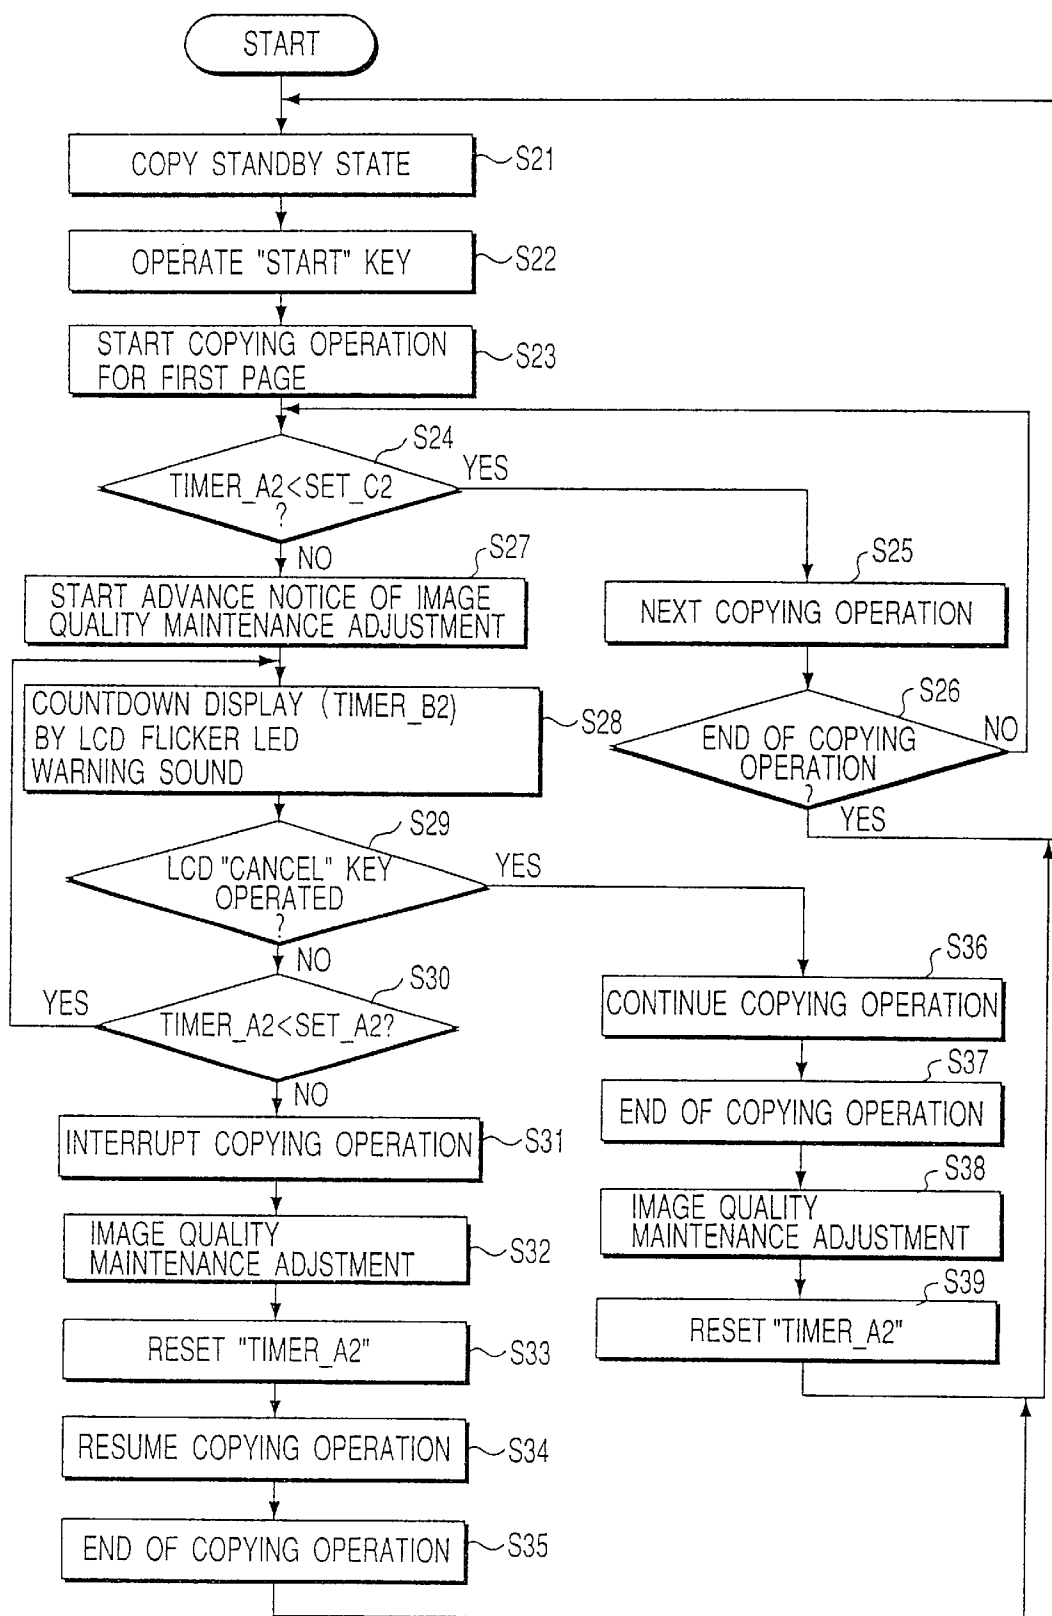 START
COPY STANDBY STATE
S21
OPERATE "START" KEY
S22
START COPYING OPERATION
FOR FIRST PAGE
S23
S24
TIMER_A2<SET_C2
?
YES
NO
S27
START ADVANCE NOTICE OF IMAGE
QUALITY MAINTENANCE ADJUSTMENT
S25
NEXT COPYING OPERATION
COUNTDOWN DISPLAY (TIMER_B2)
BY LCD FLICKER LED
WARNING SOUND
S28
S26
END OF COPYING
OPERATION
?
NO
YES
S29
LCD "CANCEL" KEY
OPERATED
?
YES
NO
S30
TIMER_A2<SET_A2?
YES
NO
S36
CONTINUE COPYING OPERATION
S37
END OF COPYING OPERATION
INTERRUPT COPYING OPERATION
S31
S38
IMAGE QUALITY
MAINTENANCE ADJUSTMENT
IMAGE QUALITY
MAINTENANCE ADJSTMENT
S32
S39
RESET "TIMER_A2"
RESET "TIMER_A2"
S33
RESUME COPYING OPERATION
S34
END OF COPYING OPERATION
S35